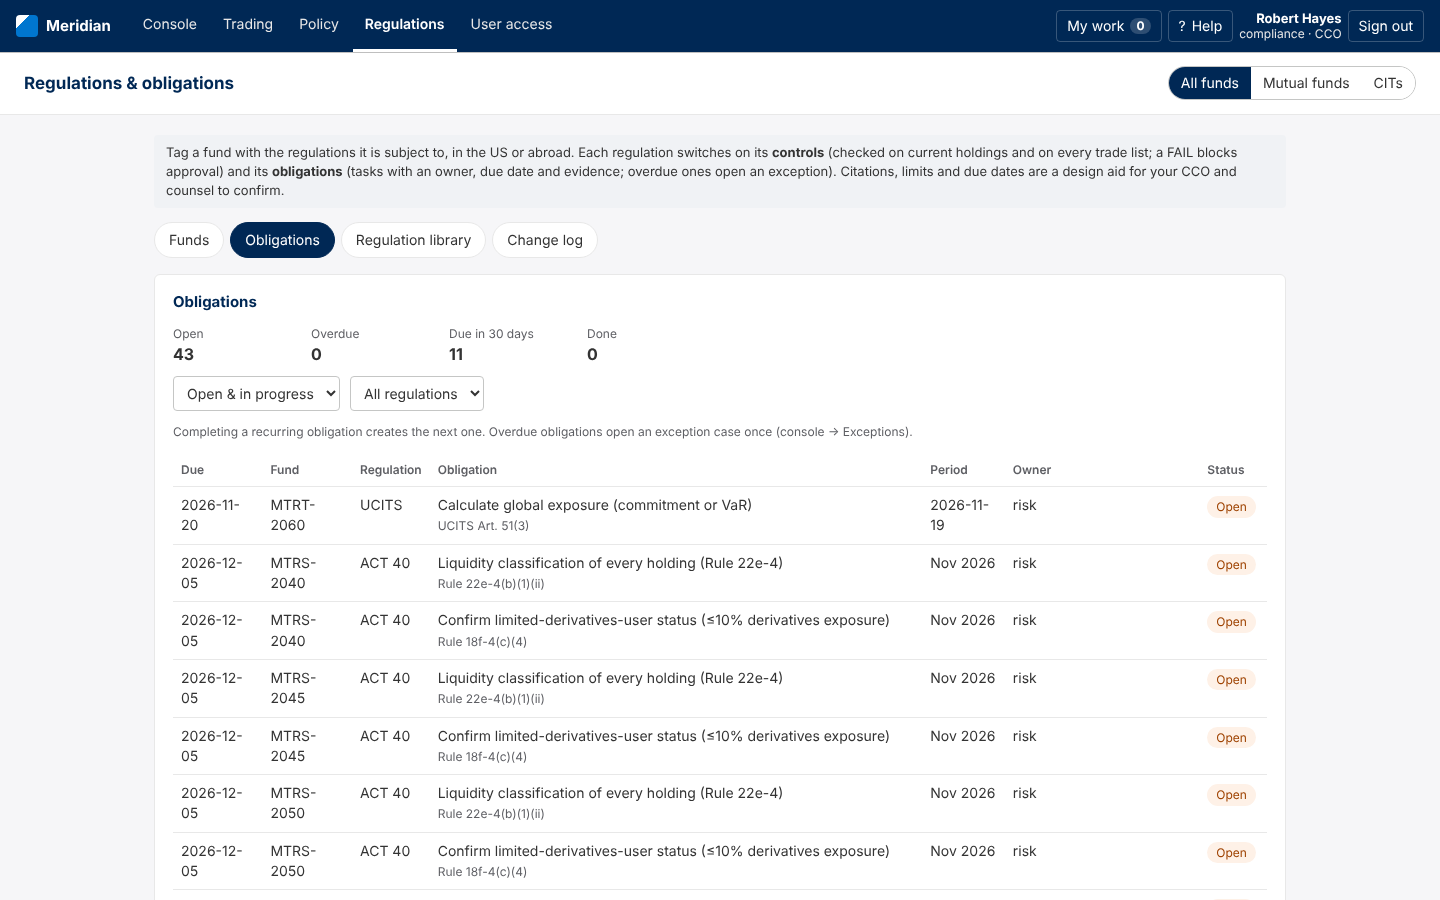 Meridian
Console
Trading
Policy
Regulations
User access
My work 0
? Help
Robert Hayes
compliance · CCO
Sign out
Regulations & obligations
All funds
Mutual funds
CITs
Tag a fund with the regulations it is subject to, in the US or abroad. Each regulation switches on its controls (checked on current holdings and on every trade list; a FAIL blocks
approval) and its obligations (tasks with an owner, due date and evidence; overdue ones open an exception). Citations, limits and due dates are a design aid for your CCO and
counsel to confirm.
Funds
Obligations
Regulation library
Change log
Obligations
Open
Overdue
Due in 30 days
Done
43
0
11
0
Open & in progress
All regulations
Completing a recurring obligation creates the next one. Overdue obligations open an exception case once (console → Exceptions).
Due Fund Regulation Obligation Period Owner Status
2026-11- MTRT- UCITS Calculate global exposure (commitment or VaR) 2026-11- risk Open
20 2060 UCITS Art. 51(3) 19
2026-12- MTRS- ACT 40 Liquidity classification of every holding (Rule 22e-4) Nov 2026 risk Open
05 2040 Rule 22e-4(b)(1)(ii)
2026-12- MTRS- ACT 40 Confirm limited-derivatives-user status (≤10% derivatives exposure) Nov 2026 risk Open
05 2040 Rule 18f-4(c)(4)
2026-12- MTRS- ACT 40 Liquidity classification of every holding (Rule 22e-4) Nov 2026 risk Open
05 2045 Rule 22e-4(b)(1)(ii)
2026-12- MTRS- ACT 40 Confirm limited-derivatives-user status (≤10% derivatives exposure) Nov 2026 risk Open
05 2045 Rule 18f-4(c)(4)
2026-12- MTRS- ACT 40 Liquidity classification of every holding (Rule 22e-4) Nov 2026 risk Open
05 2050 Rule 22e-4(b)(1)(ii)
2026-12- MTRS- ACT 40 Confirm limited-derivatives-user status (≤10% derivatives exposure) Nov 2026 risk Open
05 2050 Rule 18f-4(c)(4)